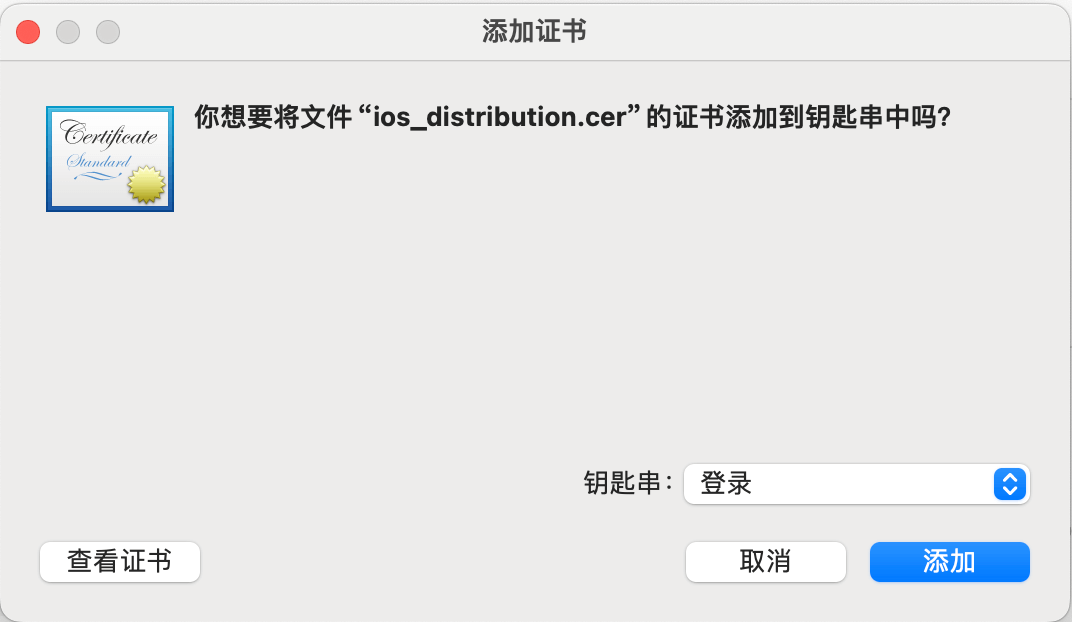 添加证书
Certificate
Standard
你想要将文件“ios_distribution.cer”的证书添加到钥匙串中吗？
钥匙串：
登录
查看证书
取消
添加